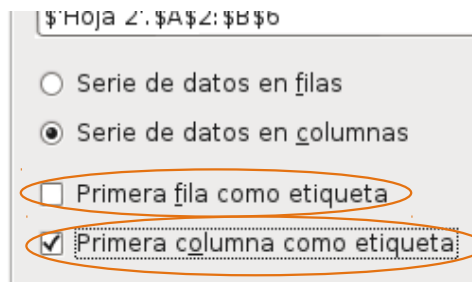 $'Hoja 2'.$A$2:$B$6
Serie de datos en filas
Serie de datos en columnas
Primera fila como etiqueta
Primera columna como etiqueta